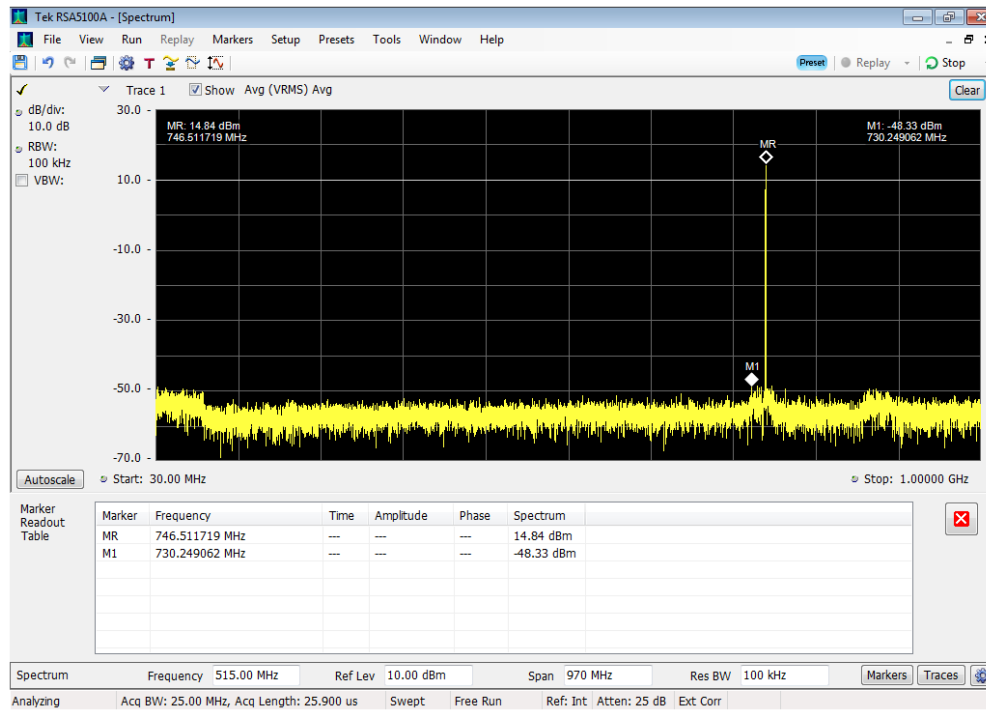 Tek RSA5100A - [Spectrum]
File View Run Replay Markers Setup Presets Tools Window Help
T Preset Replay Stop
Trace 1 Show Avg (VRMS) Avg Clear
dB/div:
10.0 dB
RBW:
100 kHz
VBW:
30.0
10.0
-10.0
-30.0
-50.0
-70.0
MR: 14.84 dBm
746.511719 MHz
M1: -48.33 dBm
730.249062 MHz
MR
M1
Autoscale Start: 30.00 MHz Stop: 1.00000 GHz
Marker
Readout
Table
Marker Frequency Time Amplitude Phase Spectrum
MR 746.511719 MHz --- --- --- 14.84 dBm
M1 730.249062 MHz --- --- --- -48.33 dBm
Spectrum Frequency 515.00 MHz Ref Lev 10.00 dBm Span 970 MHz Res BW 100 kHz Markers Traces
Analyzing Acq BW: 25.00 MHz, Acq Length: 25.900 us Swept Free Run Ref: Int Atten: 25 dB Ext Corr